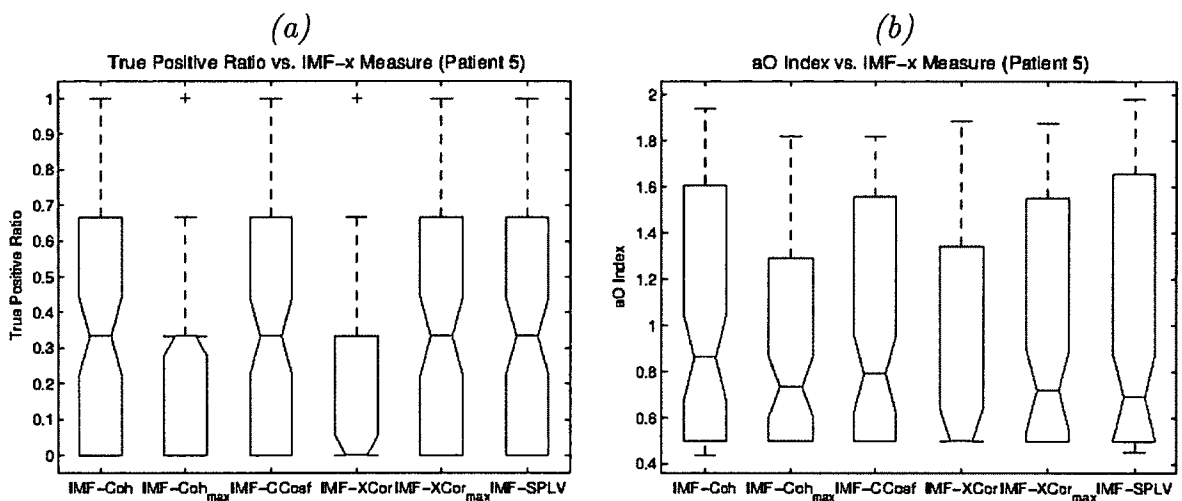 (a)
True Positive Ratio vs. IMF-x Measure (Patient 5)
True Positive Ratio
1
0.9
0.8
0.7
0.6
0.5
0.4
0.3
0.2
0.1
0
IMF-Coh IMF-Coh_max IMF-CCoef IMF-XCor IMF-XCor_max IMF-SPLV
(b)
aO Index vs. IMF-x Measure (Patient 5)
aO Index
2
1.8
1.6
1.4
1.2
1
0.8
0.6
0.4
IMF-Coh IMF-Coh_max IMF-CCoef IMF-XCor IMF-XCor_max IMF-SPLV